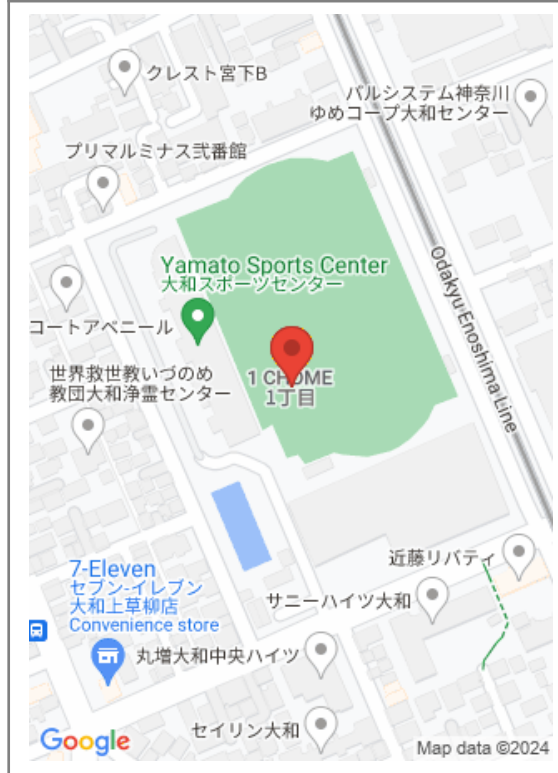 クレスト宮下B
パルシステム神奈川
ゆめコープ大和センター
プリマルミナス弐番館
Yamato Sports Center
大和スポーツセンター
Odakyu Enoshima Line
コートアベニール
1 CHOME
1丁目
世界救世教いづのめ
教団大和浄霊センター
近藤リバティ
7-Eleven
セブン-イレブン
大和上草柳店
Convenience store
サニーハイツ大和
丸増大和中央ハイツ
セイリン大和
Google
Map data ©2024